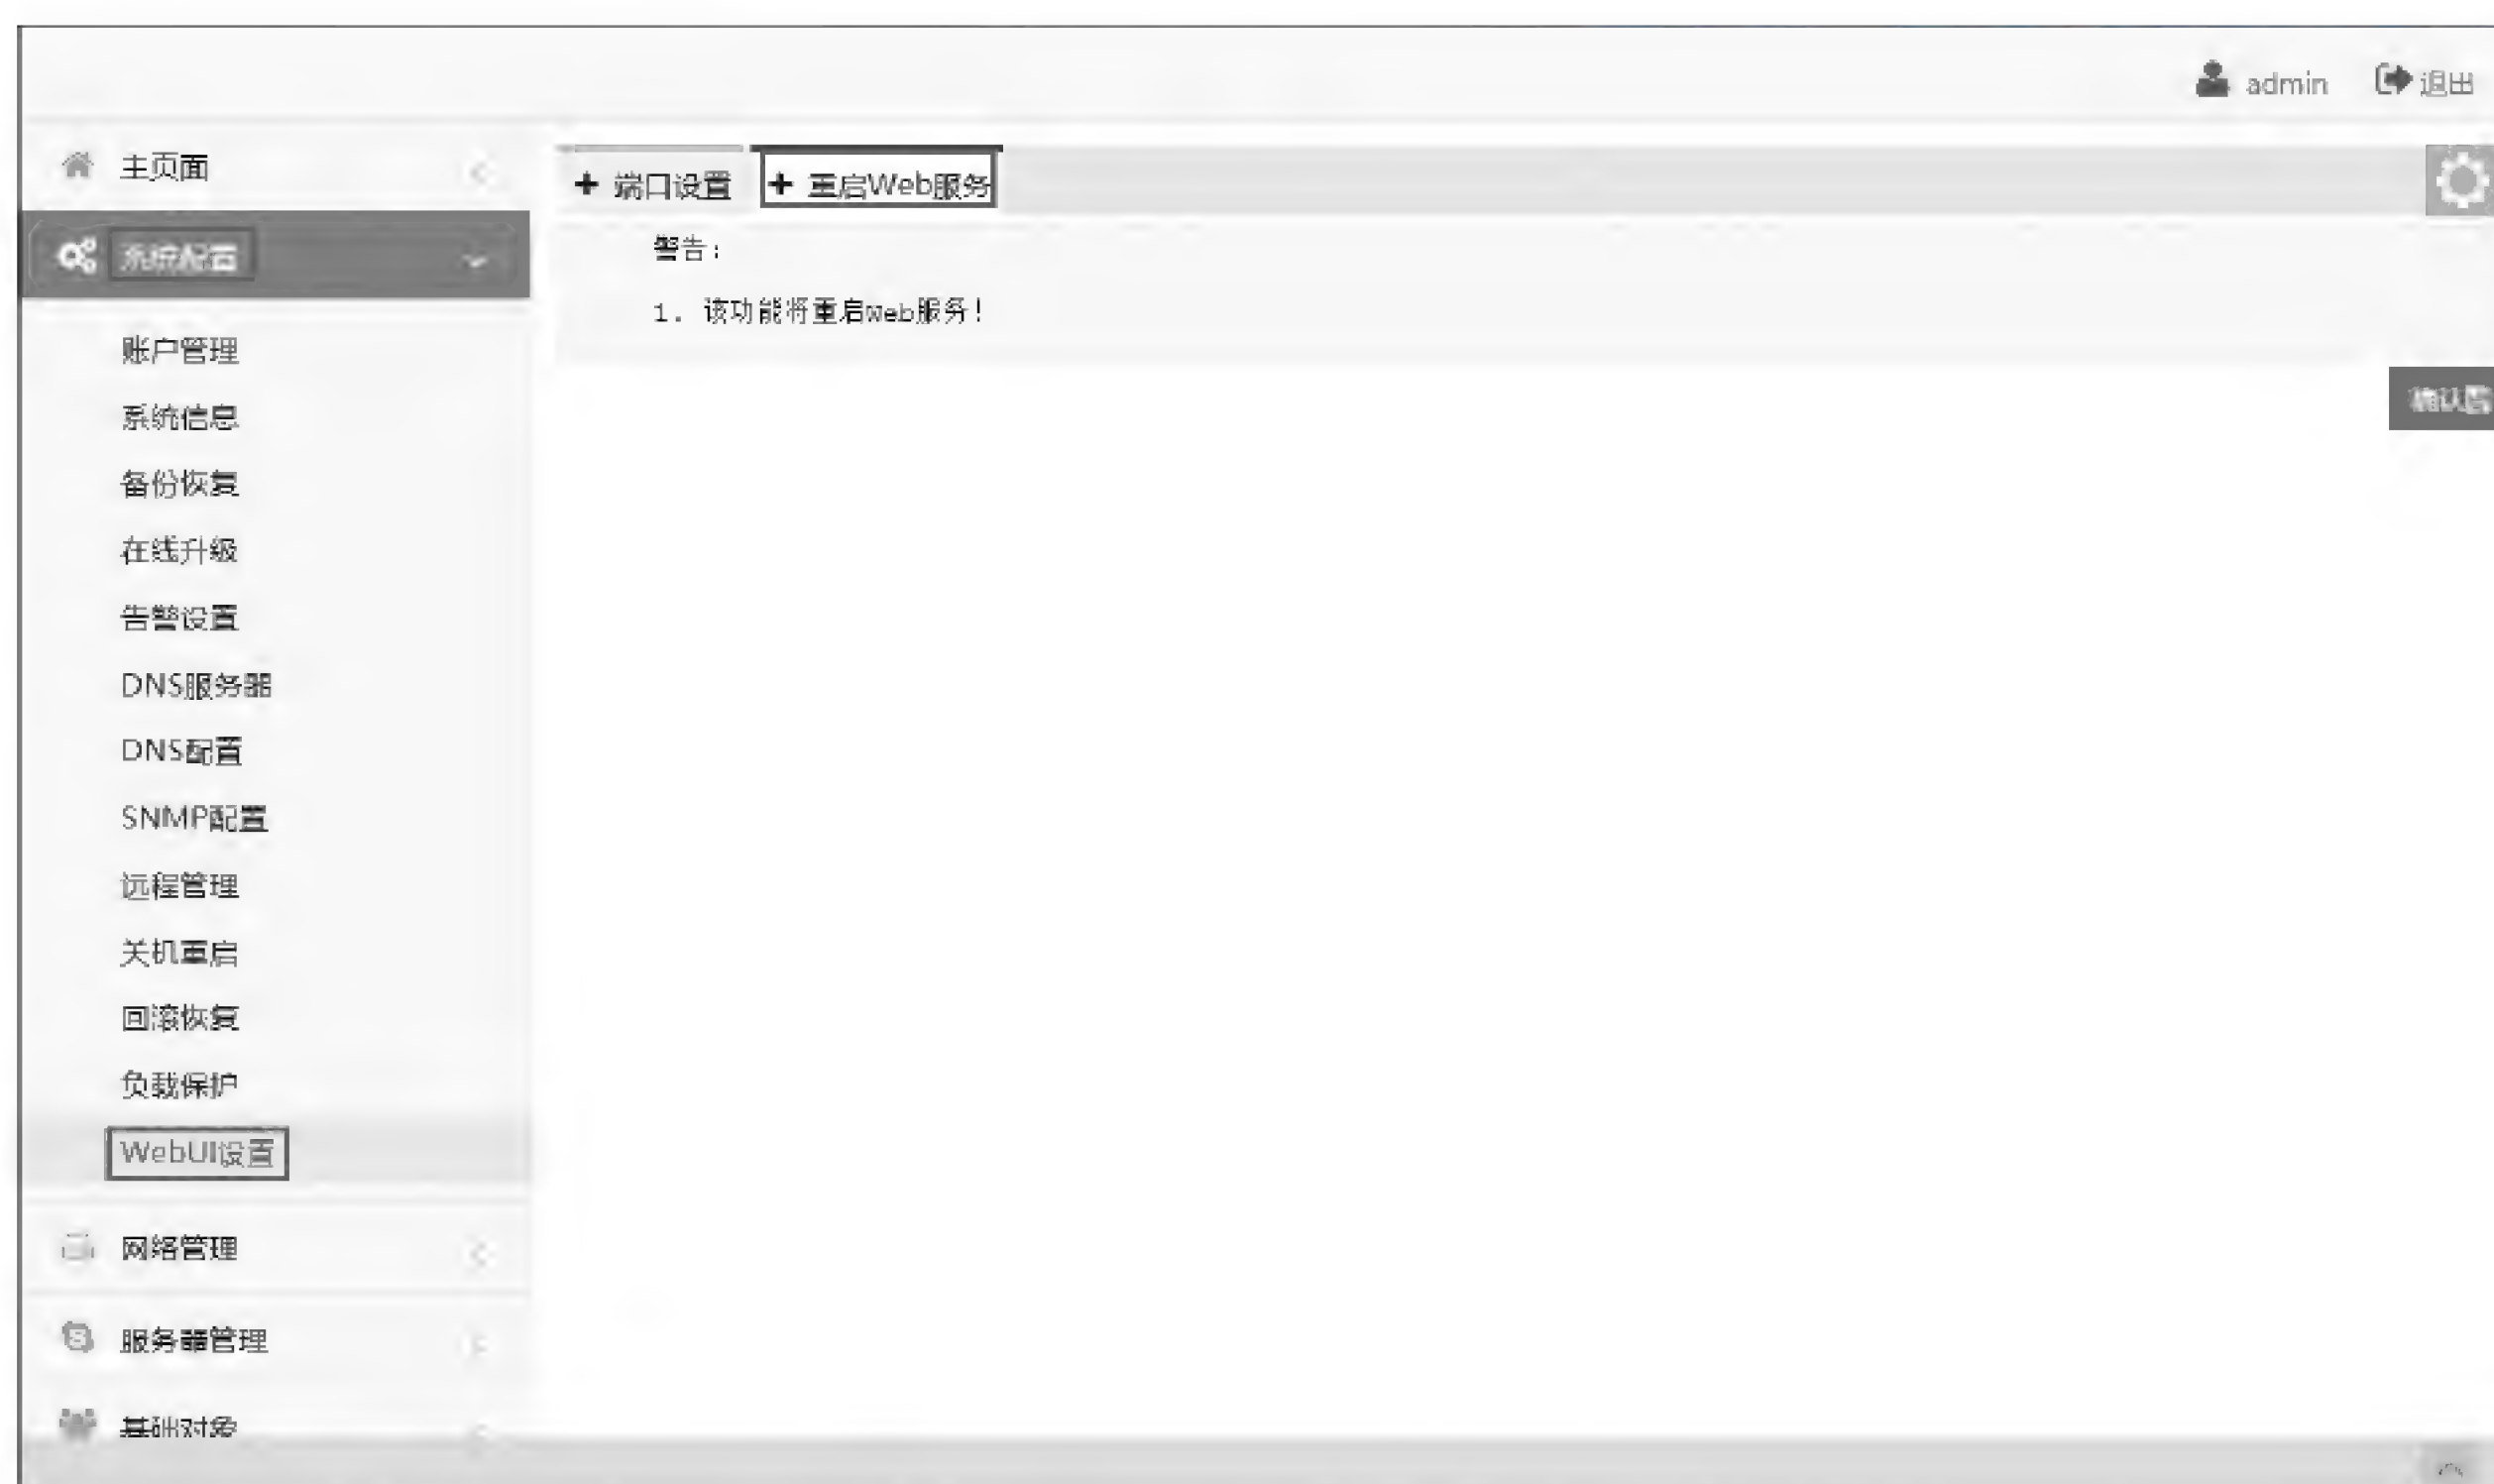 admin 退出
主页面
+ 端口设置 + 重启Web服务
系统配置
警告：
1. 该功能将重启Web服务！
账户管理
系统信息
确认
备份恢复
在线升级
告警设置
DNS服务器
DNS配置
SNMP配置
远程管理
关机重启
回滚恢复
负载保护
WebUI设置
网络管理
服务器管理
基础对象